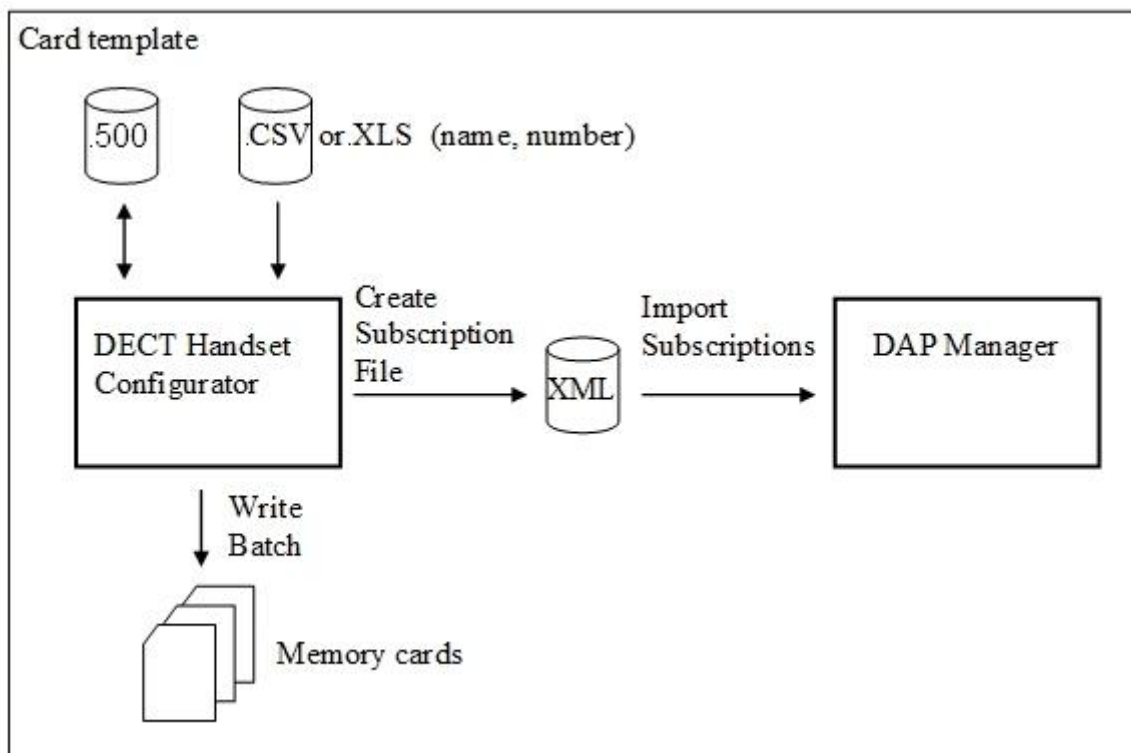 Card template
.500
.CSV or .XLS (name, number)
Create
Subscription
File
Import
Subscriptions
DECT Handset
Configurator
XML
DAP Manager
Write
Batch
Memory cards